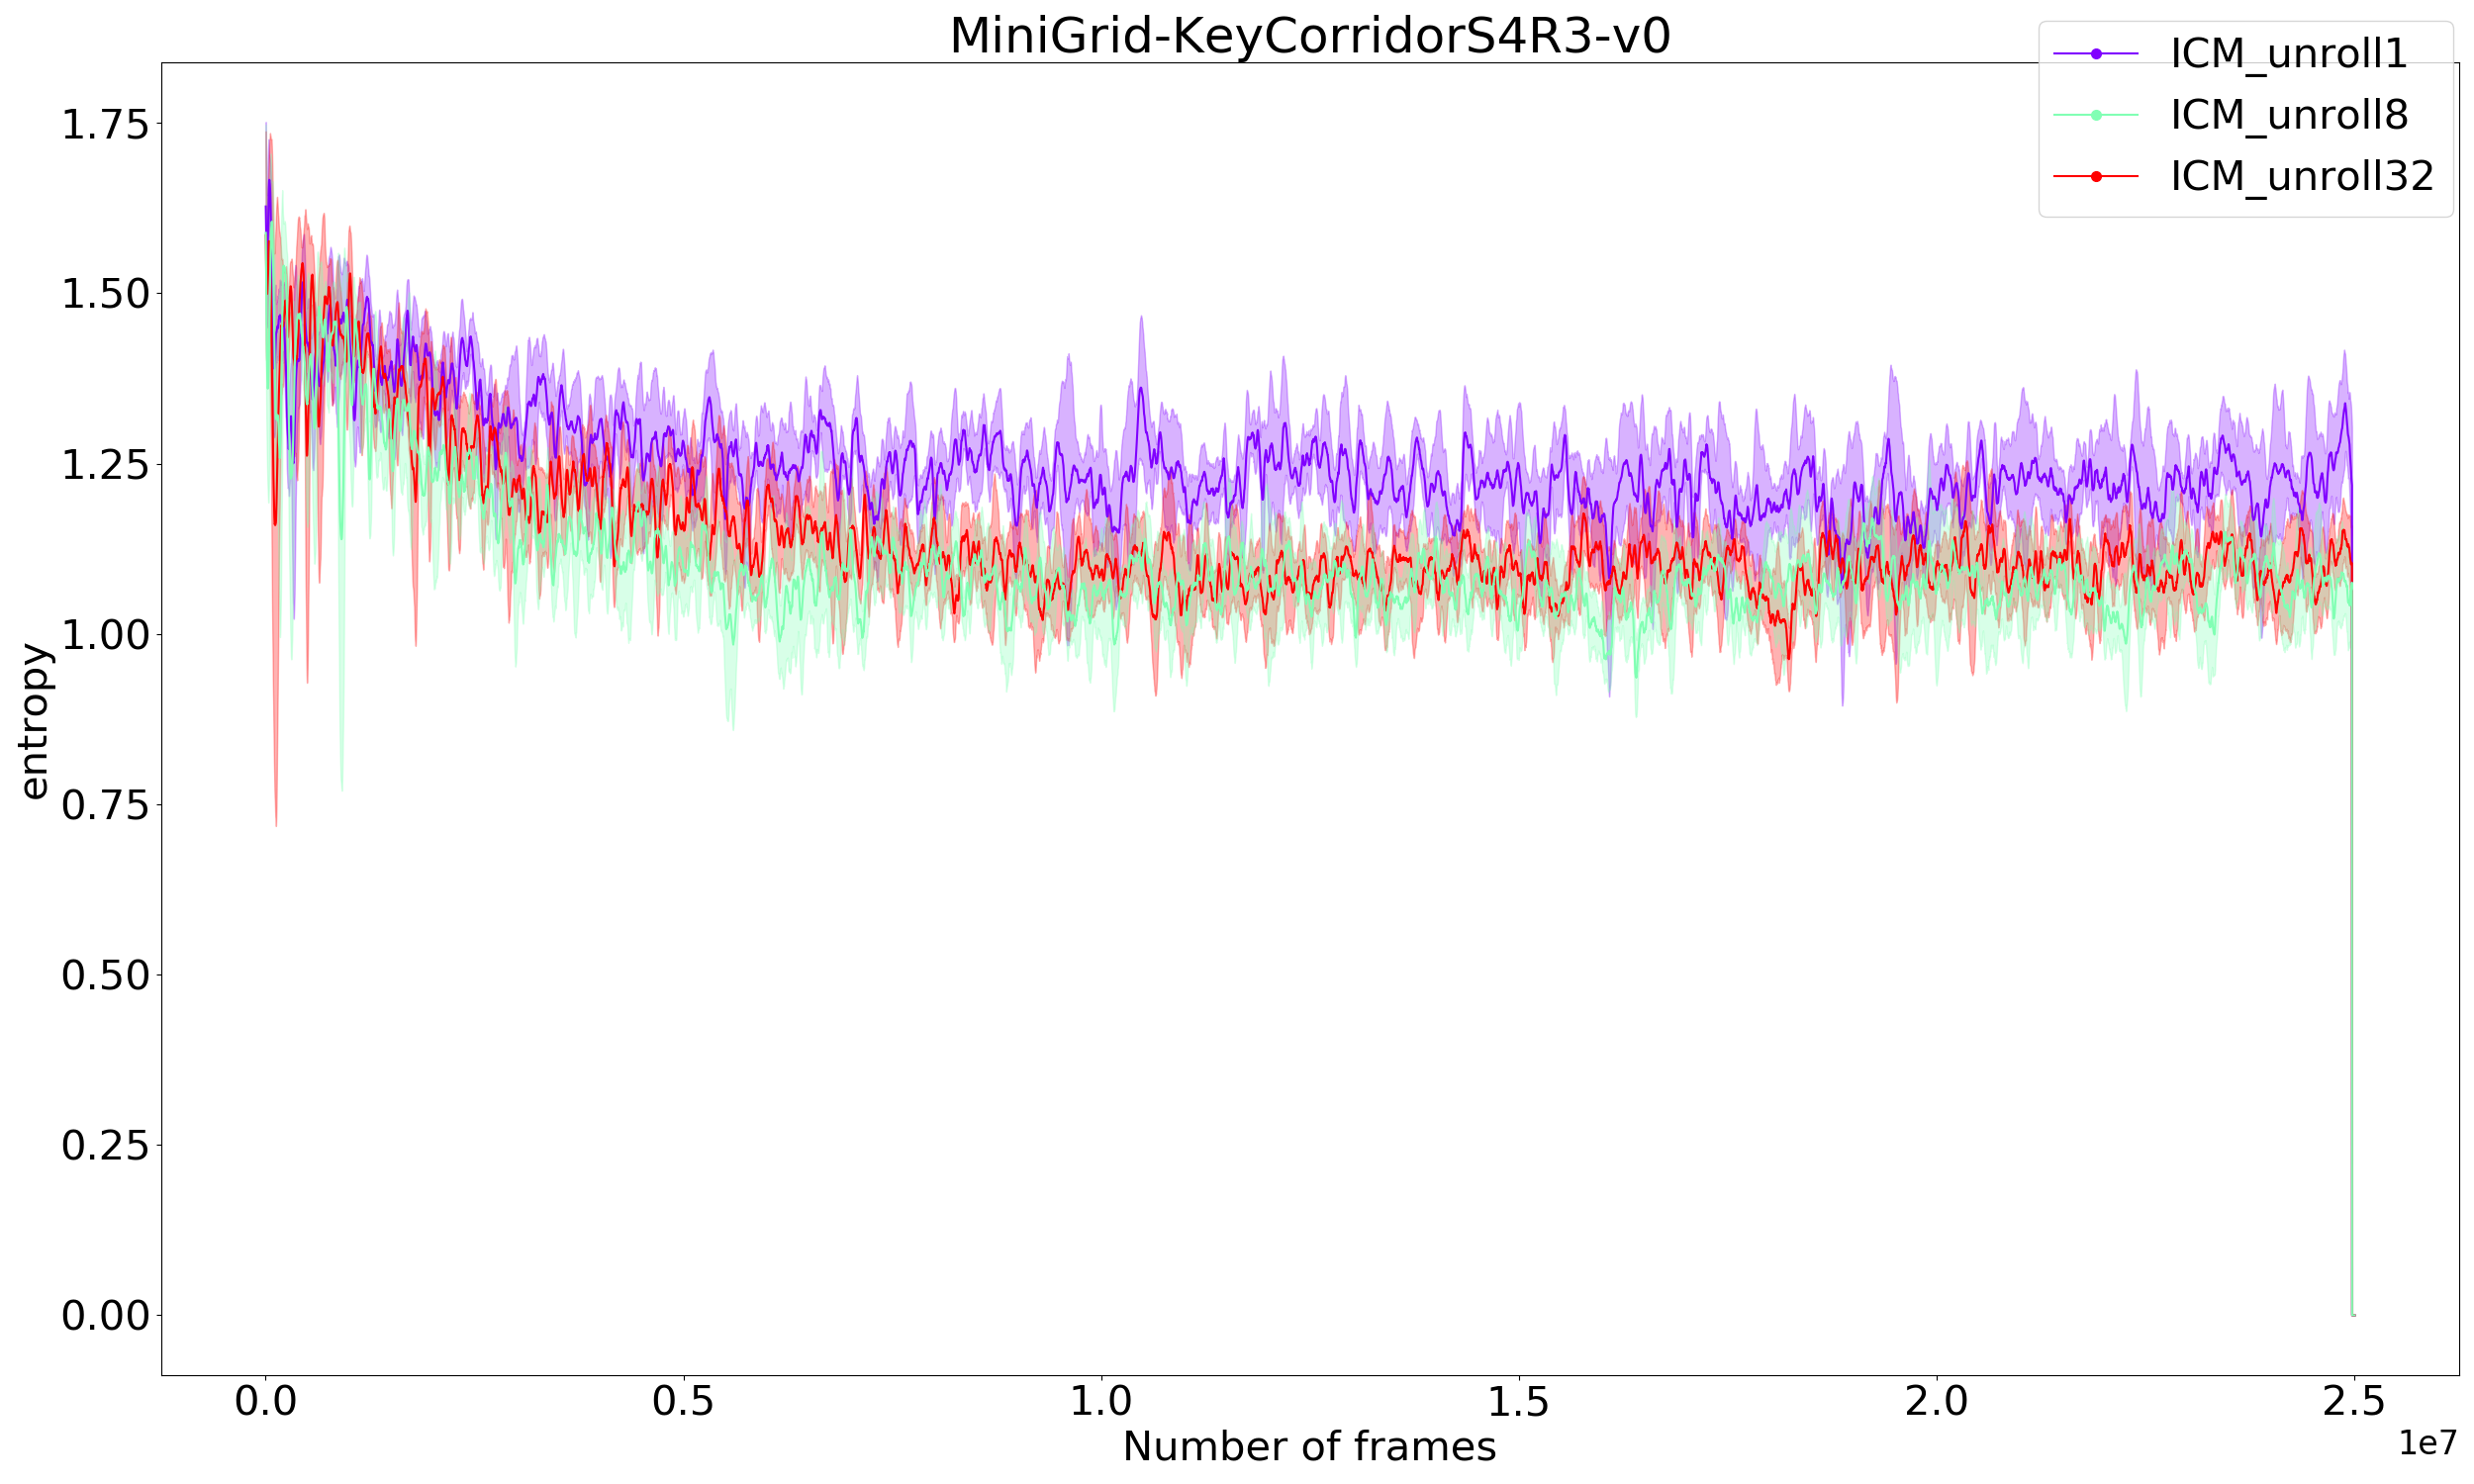 MiniGrid-KeyCorridorS4R3-v0
ICM_unroll1
ICM_unroll8
ICM_unroll32
1.75
1.50
1.25
1.00
0.75
0.50
0.25
0.00
entropy
0.0 0.5 1.0 1.5 2.0 2.5
Number of frames
1e7